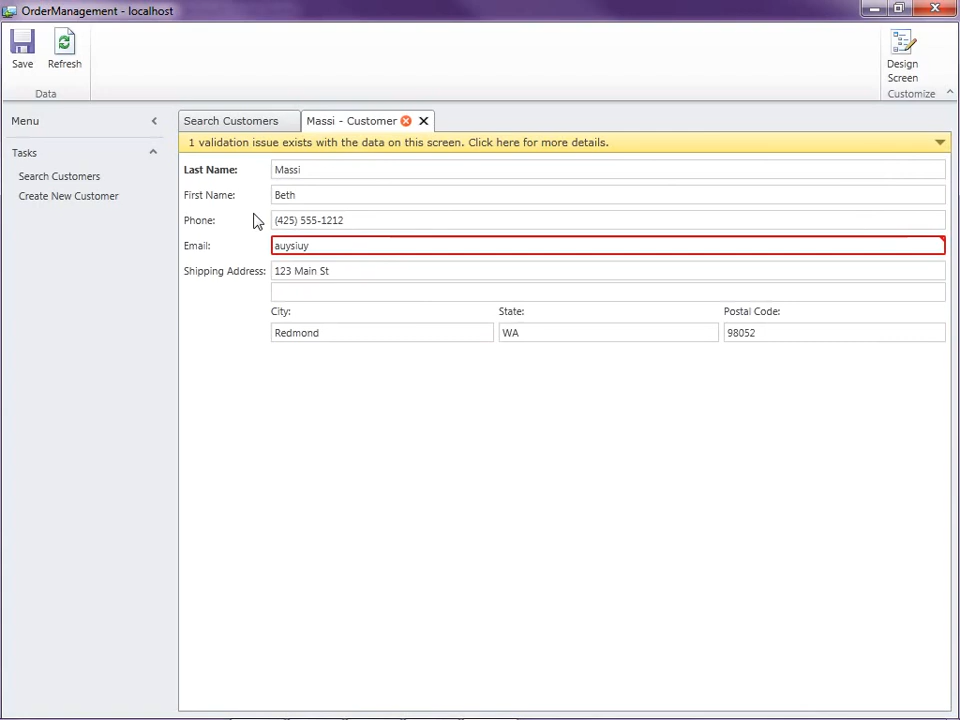 OrderManagement - localhost
Save
Refresh
Design
Screen
Data
Customize
Menu
Search Customers
Massi - Customer
1 validation issue exists with the data on this screen. Click here for more details.
Tasks
Search Customers
Create New Customer
Last Name: Massi
First Name: Beth
Phone: (425) 555-1212
Email: auysiuy
Shipping Address: 123 Main St
City: State: Postal Code:
Redmond WA 98052